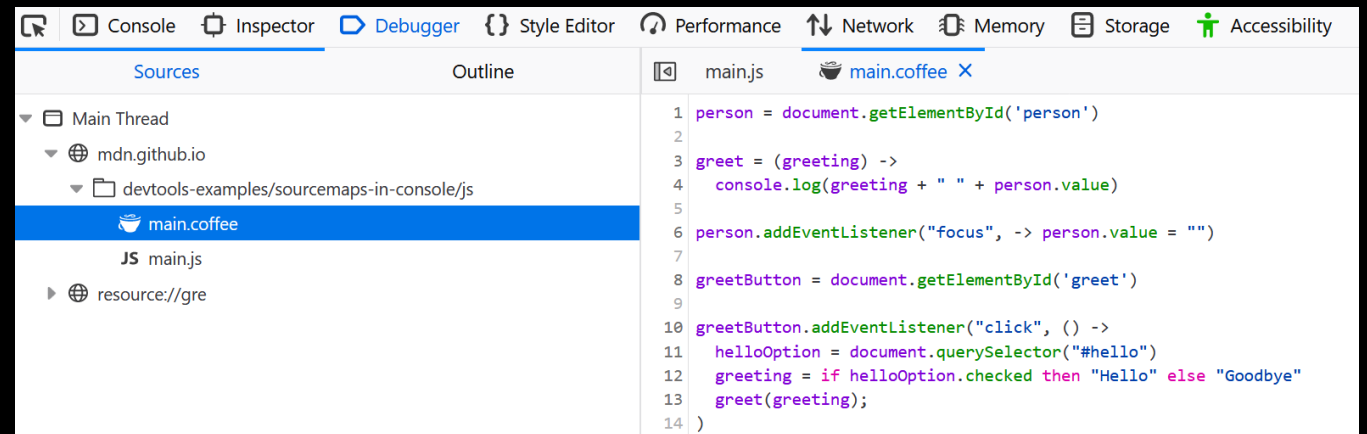 Console Inspector Debugger {} Style Editor Performance Network Memory Storage Accessibility
Sources Outline
Main Thread
mdn.github.io
devtools-examples/sourcemaps-in-console/js
main.coffee
JS main.js
resource://gre
main.js main.coffee
1 person = document.getElementById('person')
2
3 greet = (greeting) ->
4   console.log(greeting + " " + person.value)
5
6 person.addEventListener("focus", -> person.value = "")
7
8 greetButton = document.getElementById('greet')
9
10 greetButton.addEventListener("click", () ->
11   helloOption = document.querySelector("#hello")
12   greeting = if helloOption.checked then "Hello" else "Goodbye"
13   greet(greeting);
14 )